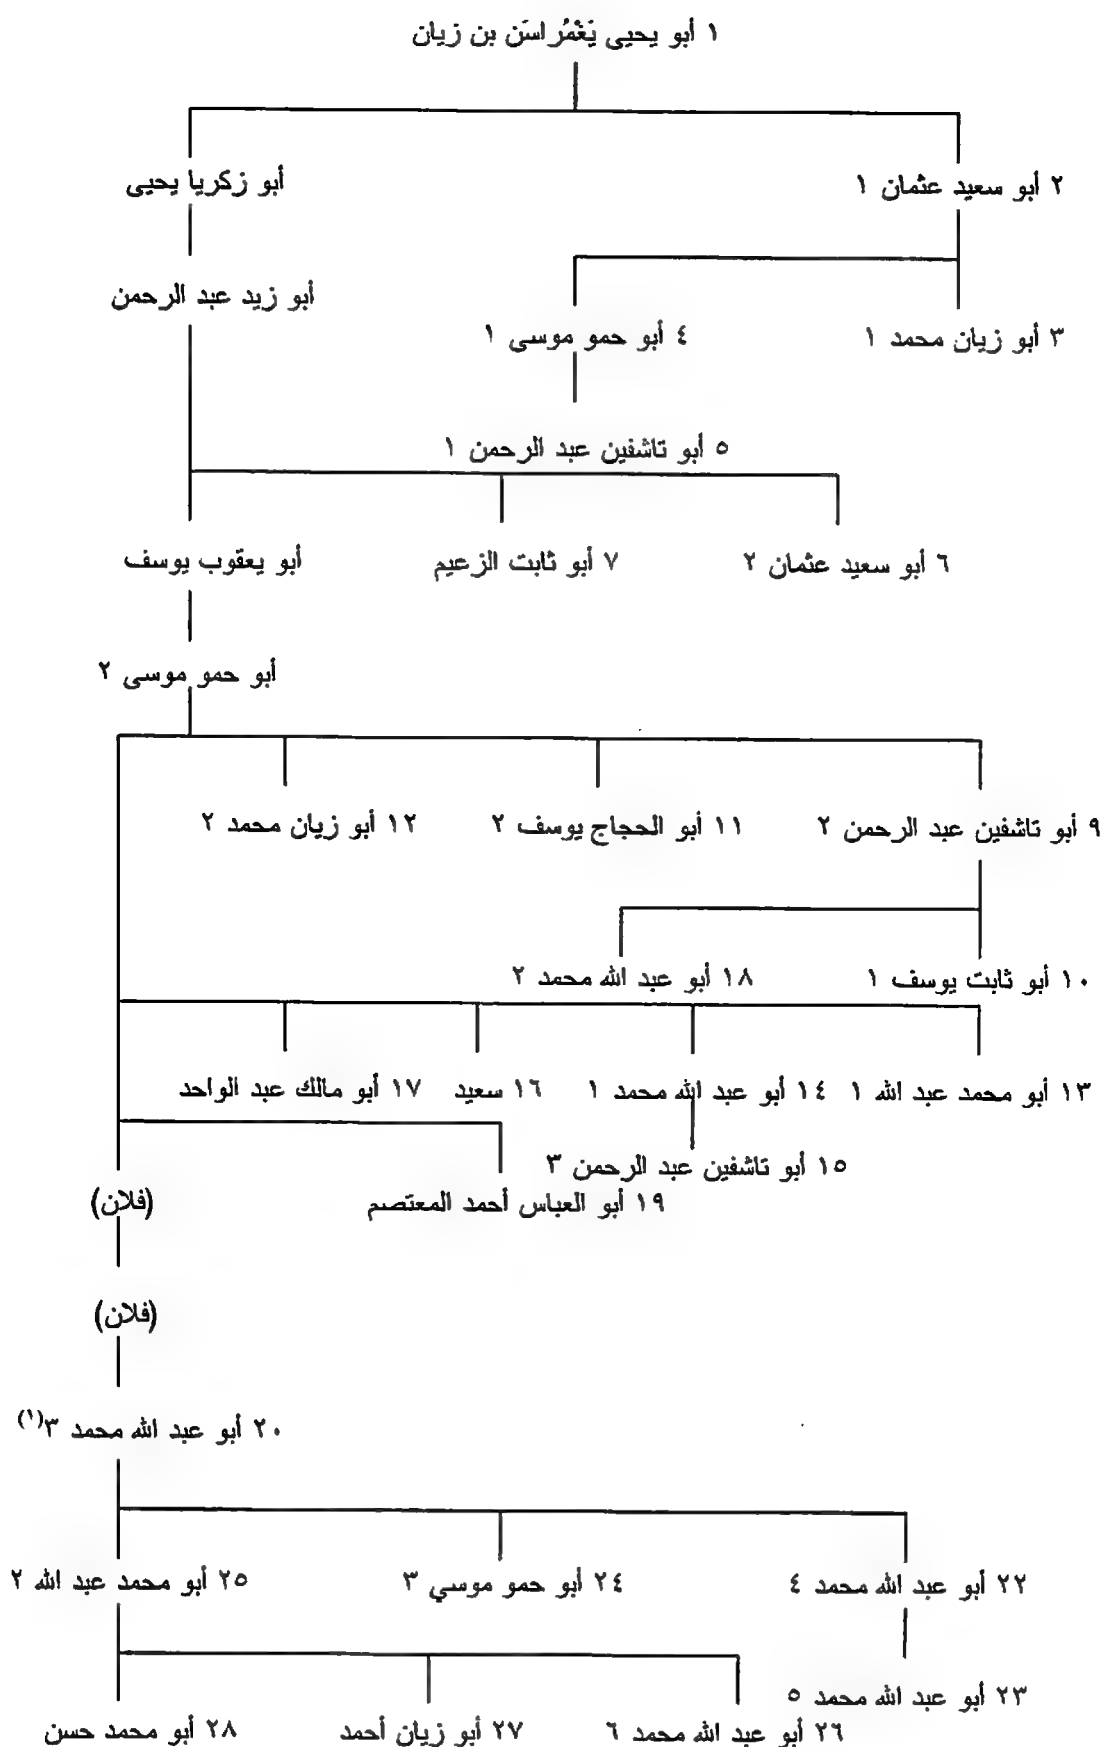 ١ أبو يحيى يَغْمُراسَن بن زيان
٢ أبو سعيد عثمان ١
أبو زكريا يحيى
أبو زيد عبد الرحمن
٣ أبو زيان محمد ١
٤ أبو حمو موسى ١
٥ أبو تاشفين عبد الرحمن ١
٦ أبو سعيد عثمان ٢
٧ أبو ثابت الزعيم
أبو يعقوب يوسف
أبو حمو موسى ٢
٩ أبو تاشفين عبد الرحمن ٢
١١ أبو الحجاج يوسف ٢
١٢ أبو زيان محمد ٢
١٠ أبو ثابت يوسف ١
١٨ أبو عبد الله محمد ٢
١٣ أبو محمد عبد الله ١
١٤ أبو عبد الله محمد ١
١٦ سعيد
١٧ أبو مالك عبد الواحد
١٥ أبو تاشفين عبد الرحمن ٣
١٩ أبو العباس أحمد المعتصم
(فلان)
(فلان)
٢٠ أبو عبد الله محمد ٣(١)
٢٢ أبو عبد الله محمد ٤
٢٤ أبو حمو موسي ٣
٢٥ أبو محمد عبد الله ٢
٢٣ أبو عبد الله محمد ٥
٢٦ أبو عبد الله محمد ٦
٢٧ أبو زيان أحمد
٢٨ أبو محمد حسن